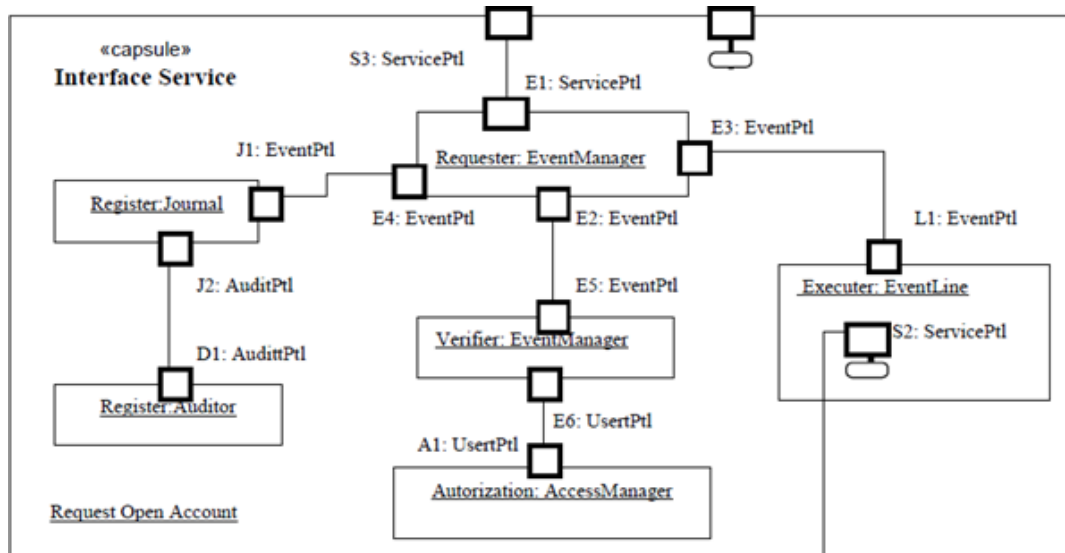 «capsule»
Interface Service
S3: ServicePtl
E1: ServicePtl
E3: EventPtl
J1: EventPtl
Requester: EventManager
Register:Journal
E4: EventPtl
E2: EventPtl
L1: EventPtl
J2: AuditPtl
E5: EventPtl
Executer: EventLine
S2: ServicePtl
Verifier: EventManager
D1: AudittPtl
Register:Auditor
E6: UsertPtl
A1: UsertPtl
Autorization: AccessManager
Request Open Account